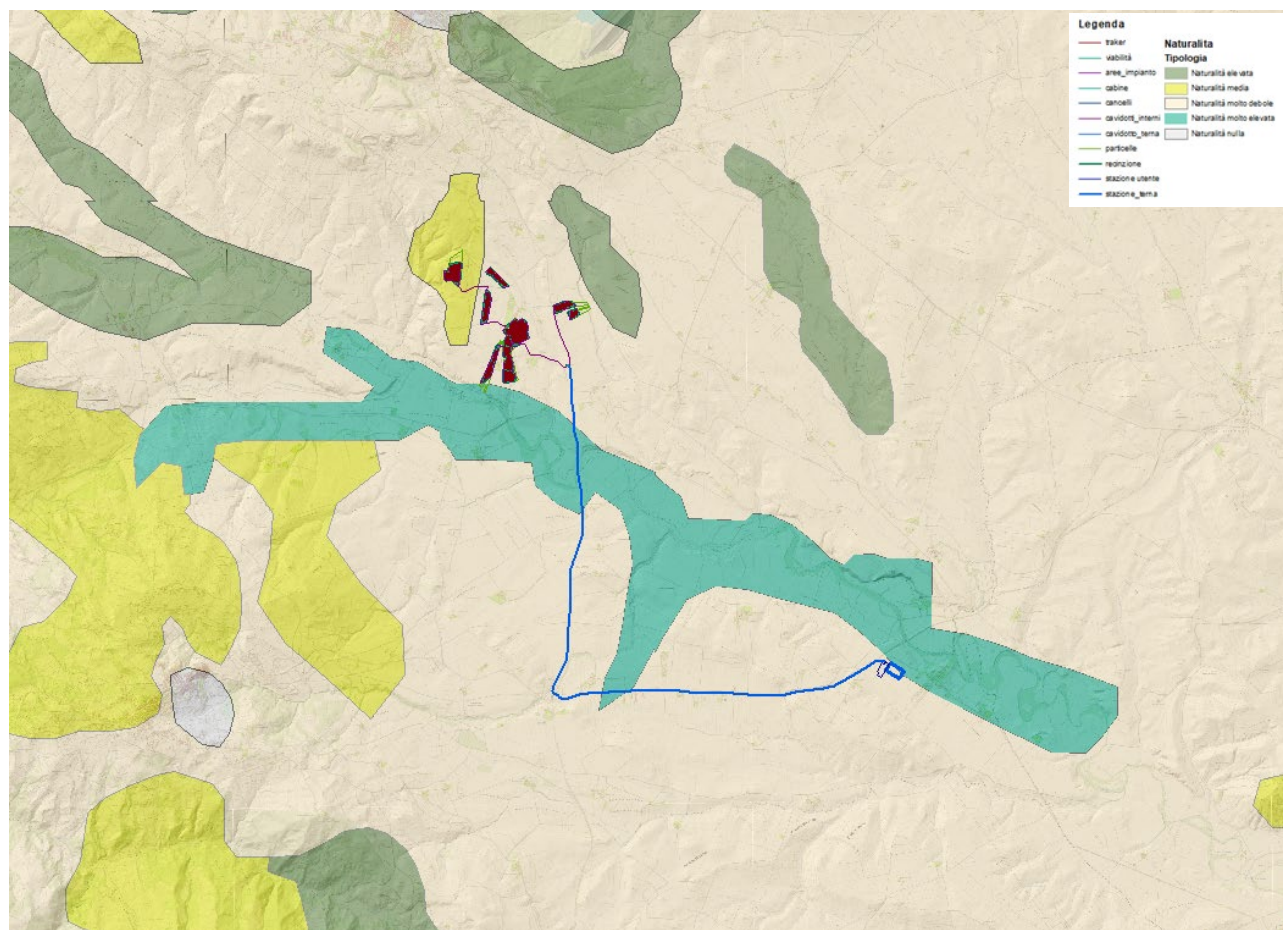 Legenda
traker
viabilità
aree_impianto
cabine
cancelli
cavidotti_interni
cavidotto_terna
particelle
recinzione
stazione utente
stazione_terna
Naturalita
Tipologia
Naturalità elevata
Naturalità media
Naturalità molto debole
Naturalità molto elevata
Naturalità nulla